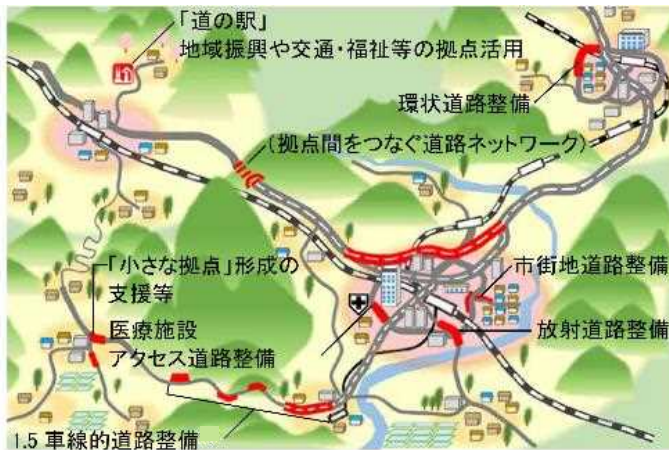 「道の駅」
地域振興や交通・福祉等の拠点活用
環状道路整備
(拠点間をつなぐ道路ネットワーク)
「小さな拠点」形成の
支援等
市街地道路整備
医療施設
アクセス道路整備
放射道路整備
1.5車線的道路整備